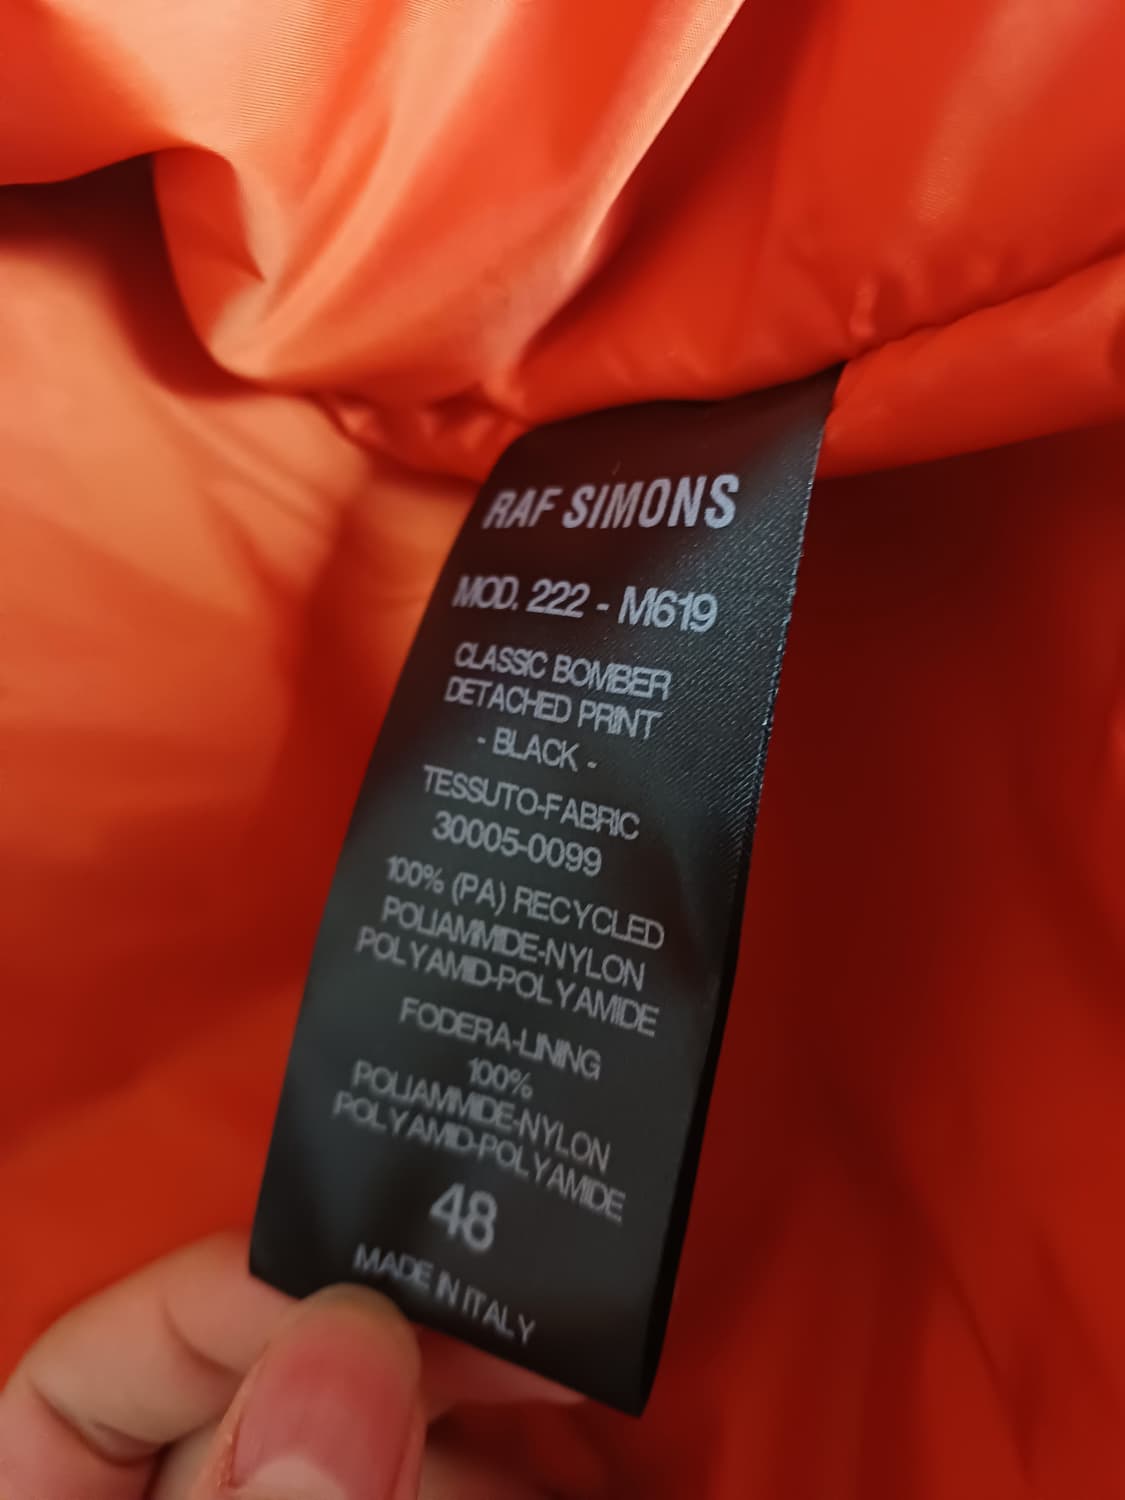 RAF SIMONS
MOD. 222 - M619
CLASSIC BOMBER
DETACHED PRINT
- BLACK -
TESSUTO-FABRIC
30005-0099
100% (PA) RECYCLED
POLIAMMIDE-NYLON
POLYAMID-POLYAMIDE
FODERA-LINING
100%
POLIAMMIDE-NYLON
POLYAMID-POLYAMIDE
48
MADE IN ITALY